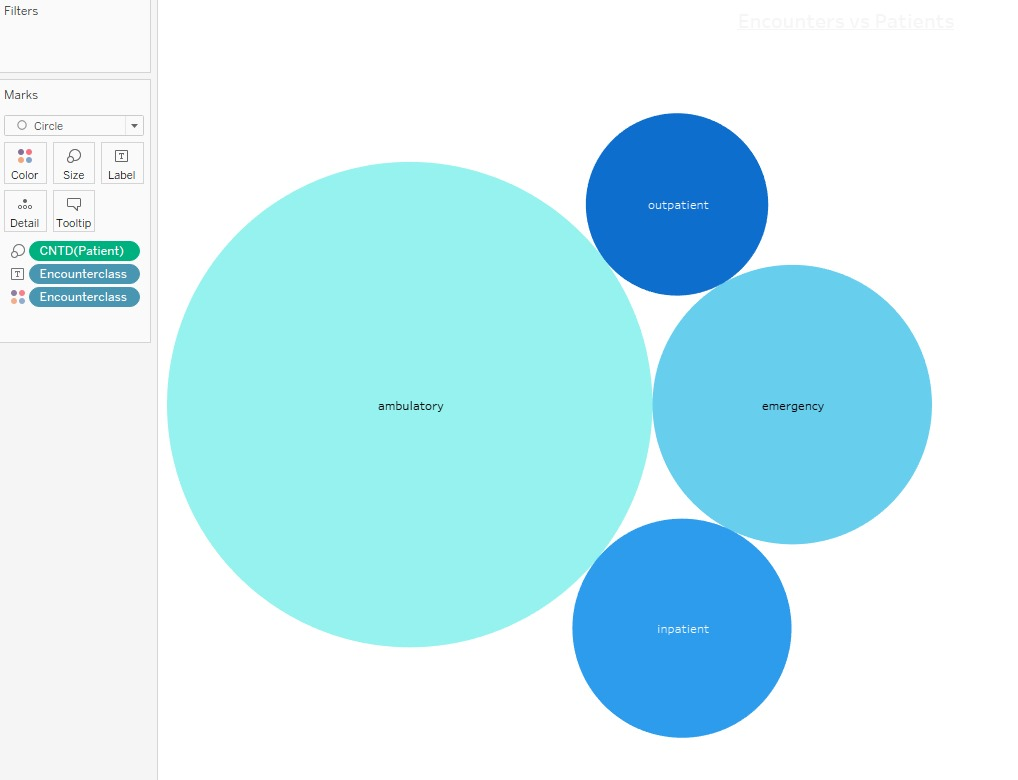 Filters
Encounters vs Patients
Marks
Circle
Color
Size
Label
Detail
Tooltip
CNTD(Patient)
Encounterclass
Encounterclass
outpatient
ambulatory
emergency
inpatient